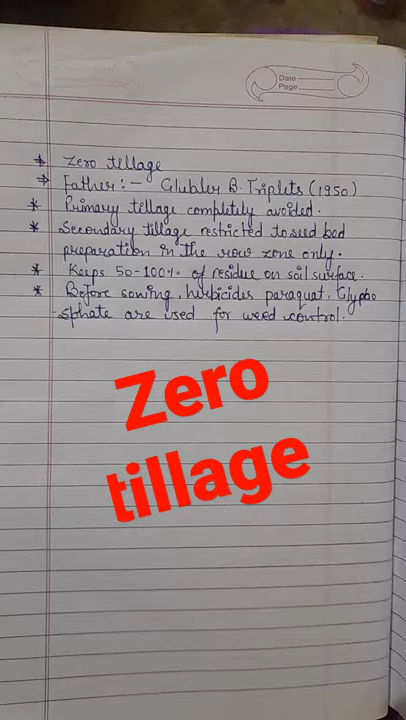 Date
Page
→ Zero tillage
→ Father :- Glubler B. Triplets (1950)
* Primary tillage completely avoided.
* Secondary tillage restricted to seed bed
preparation in the row zone only.
* Keeps 50-100% of residue on soil surface.
* Before sowing, herbicides paraquat, Glypho
-sphate are used for weed control.
Zero
tillage